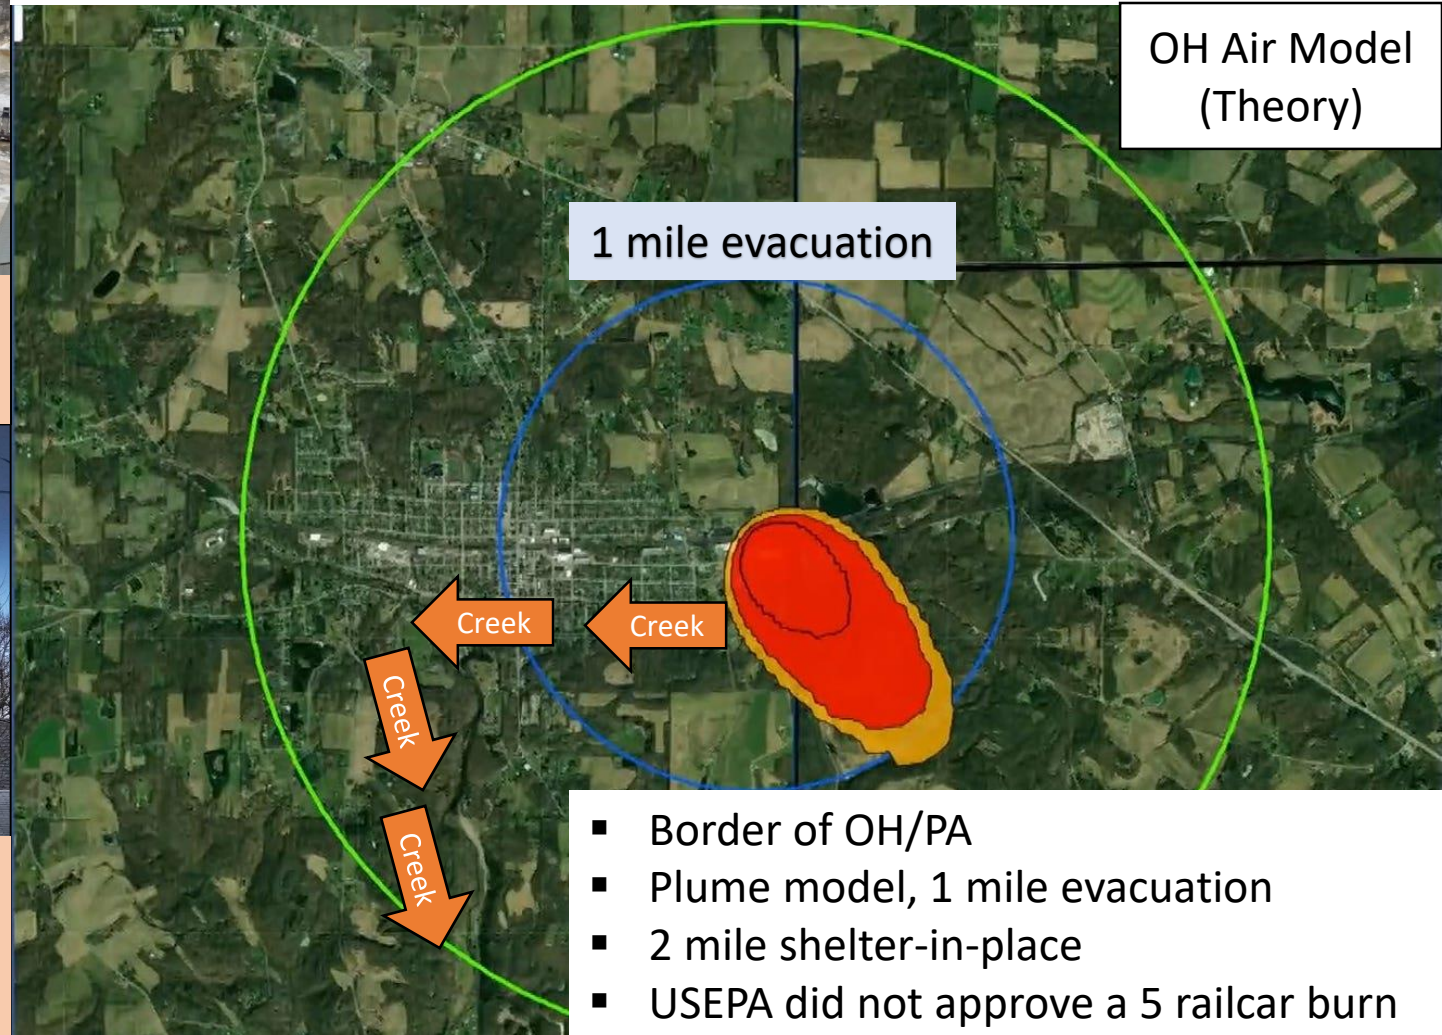 OH Air Model
(Theory)
1 mile evacuation
Creek
Creek
Creek
Creek
▪ Border of OH/PA
▪ Plume model, 1 mile evacuation
▪ 2 mile shelter-in-place
▪ USEPA did not approve a 5 railcar burn